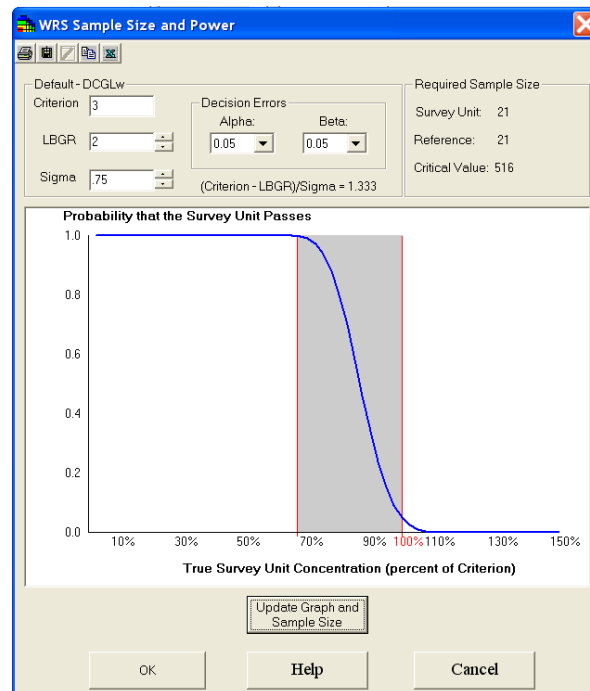 WRS Sample Size and Power
Default - DCGLw
Criterion 3
LBGR 2
Sigma .75
Decision Errors
Alpha: Beta:
0.05 0.05
(Criterion - LBGR)/Sigma = 1.333
Required Sample Size
Survey Unit: 21
Reference: 21
Critical Value: 516
Probability that the Survey Unit Passes
1.0
0.8
0.6
0.4
0.2
0.0
10% 30% 50% 70% 90% 100% 110% 130% 150%
True Survey Unit Concentration (percent of Criterion)
Update Graph and
Sample Size
OK Help Cancel